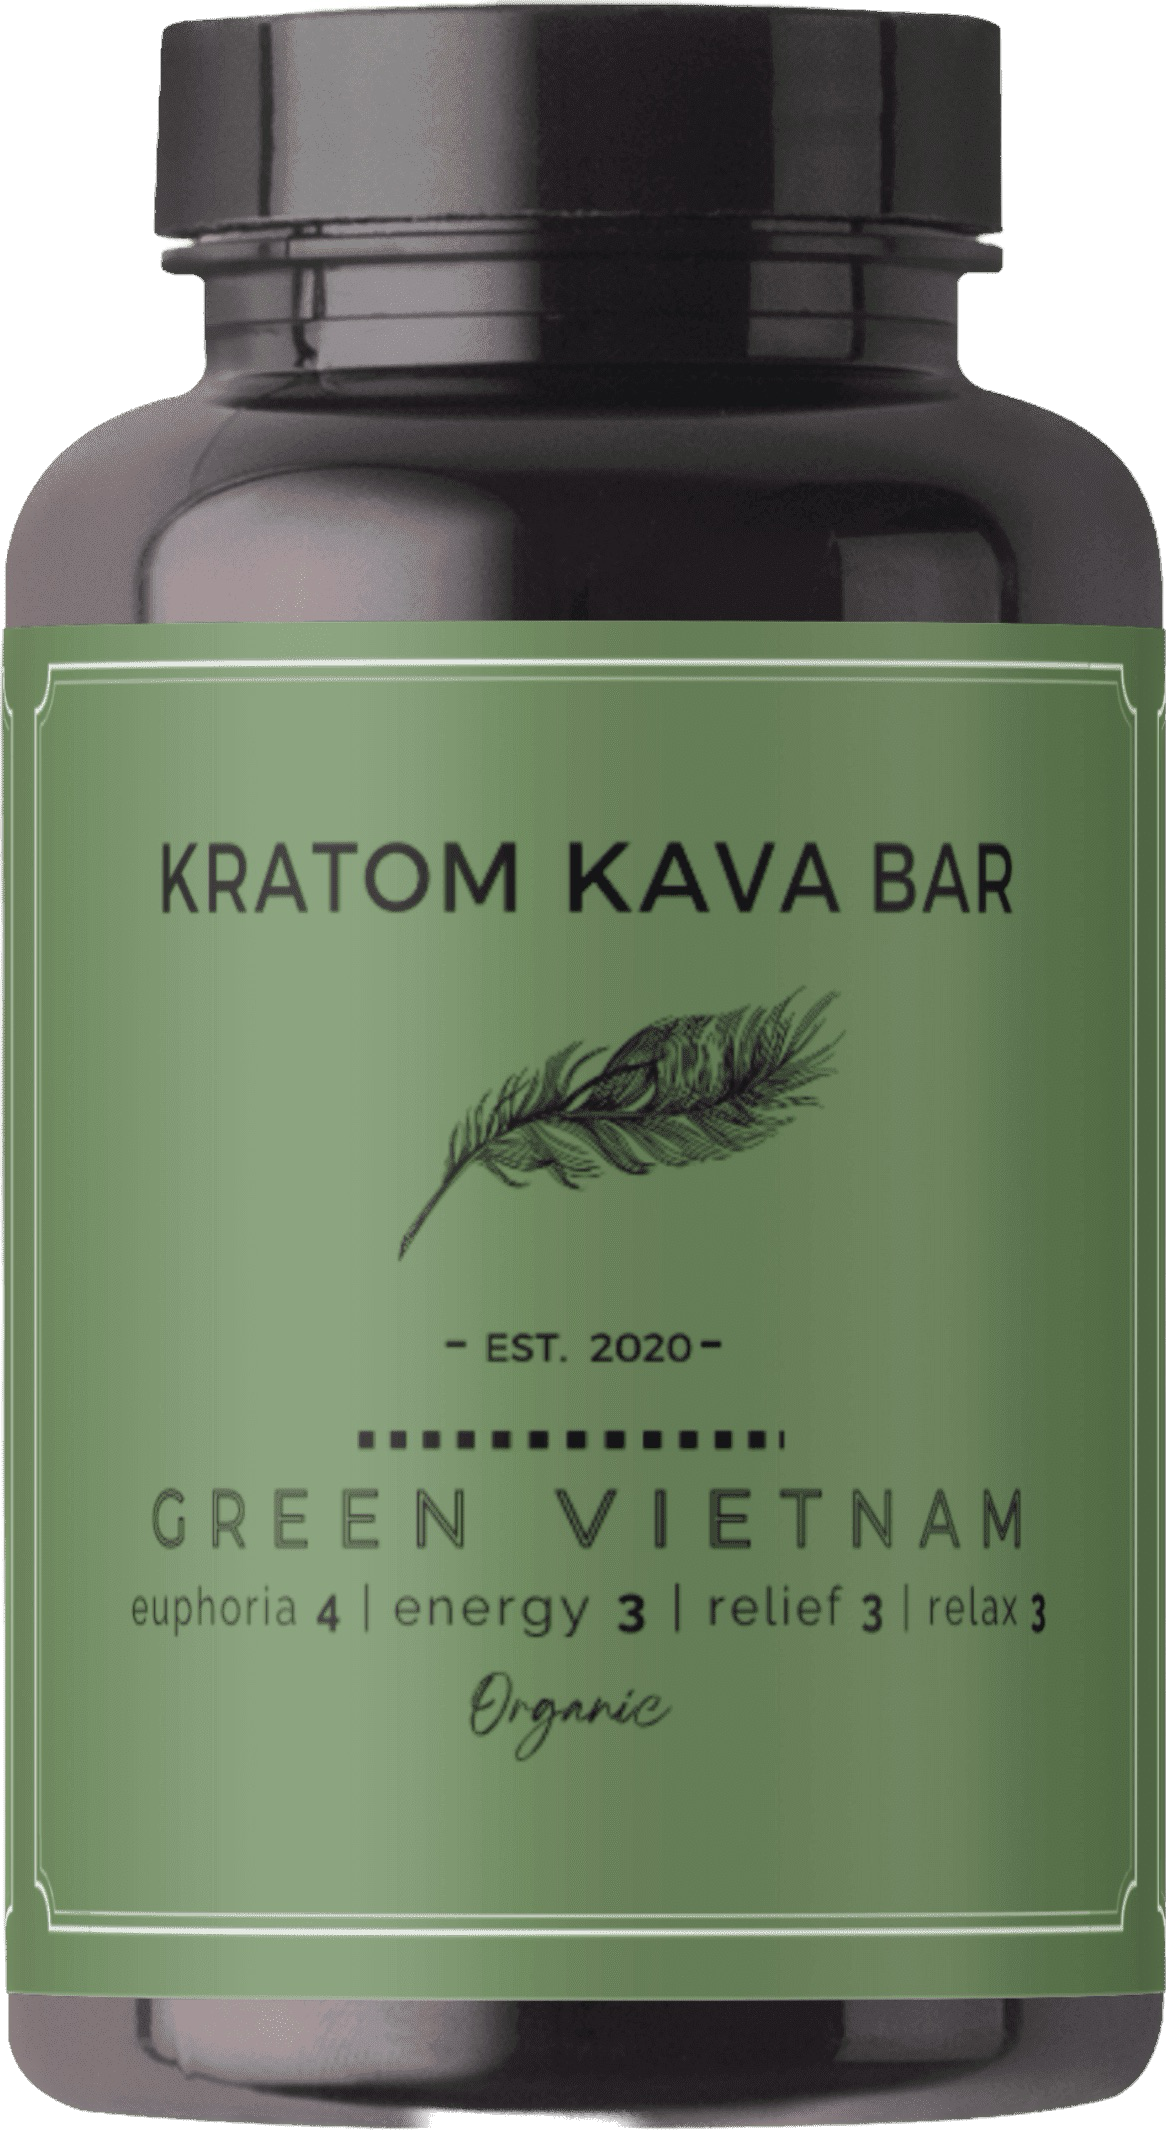 KRATOM KAVA BAR
- EST. 2020-
GREEN VIETNAM
euphoria 4 | energy 3 | relief 3 | relax 3
Organic